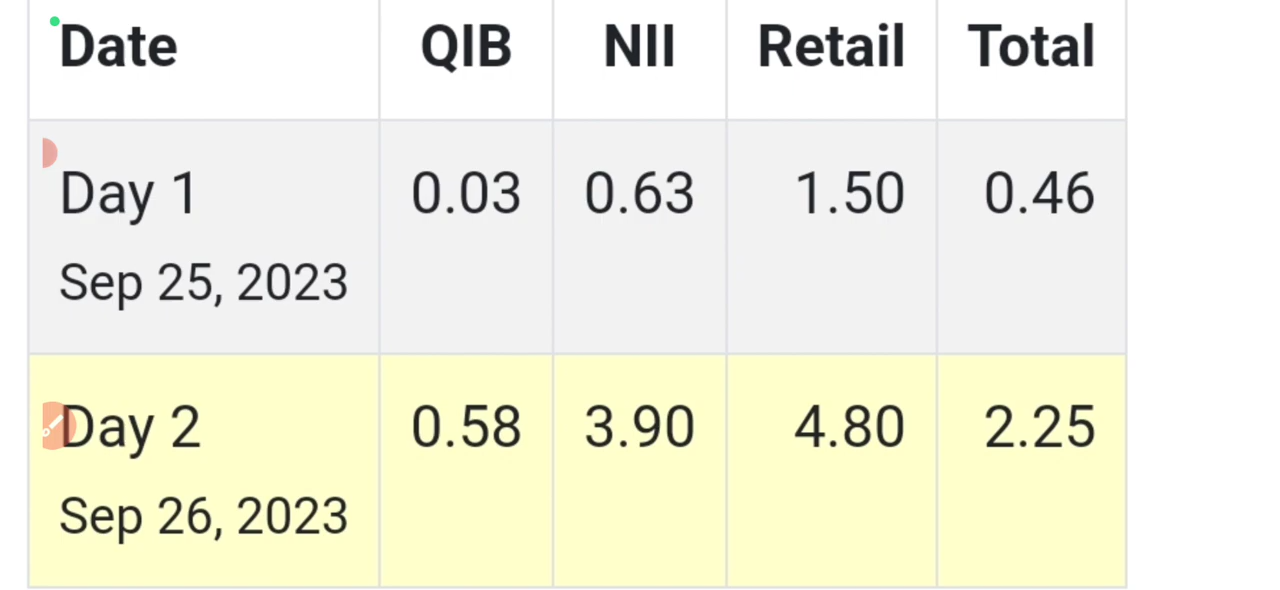 Date QIB NII Retail Total
Day 1 0.03 0.63 1.50 0.46
Sep 25, 2023
Day 2 0.58 3.90 4.80 2.25
Sep 26, 2023